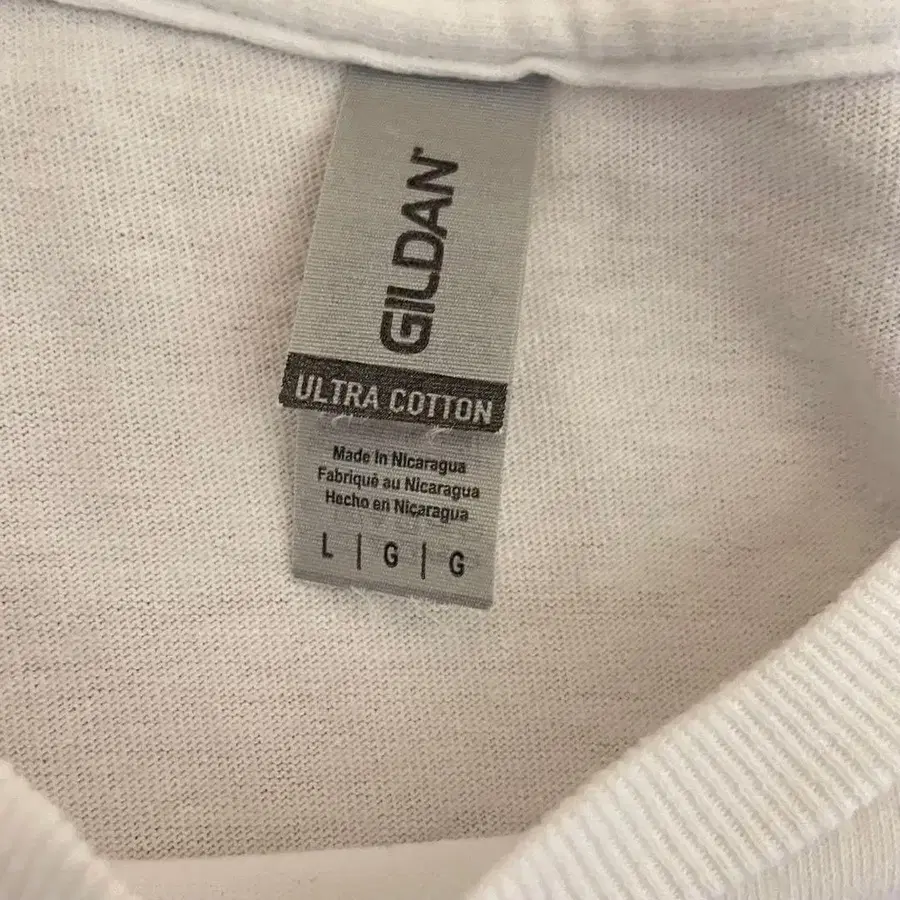 GILDAN
ULTRA COTTON
Made In Nicaragua
Fabriqué au Nicaragua
Hecho en Nicaragua
L | G | G